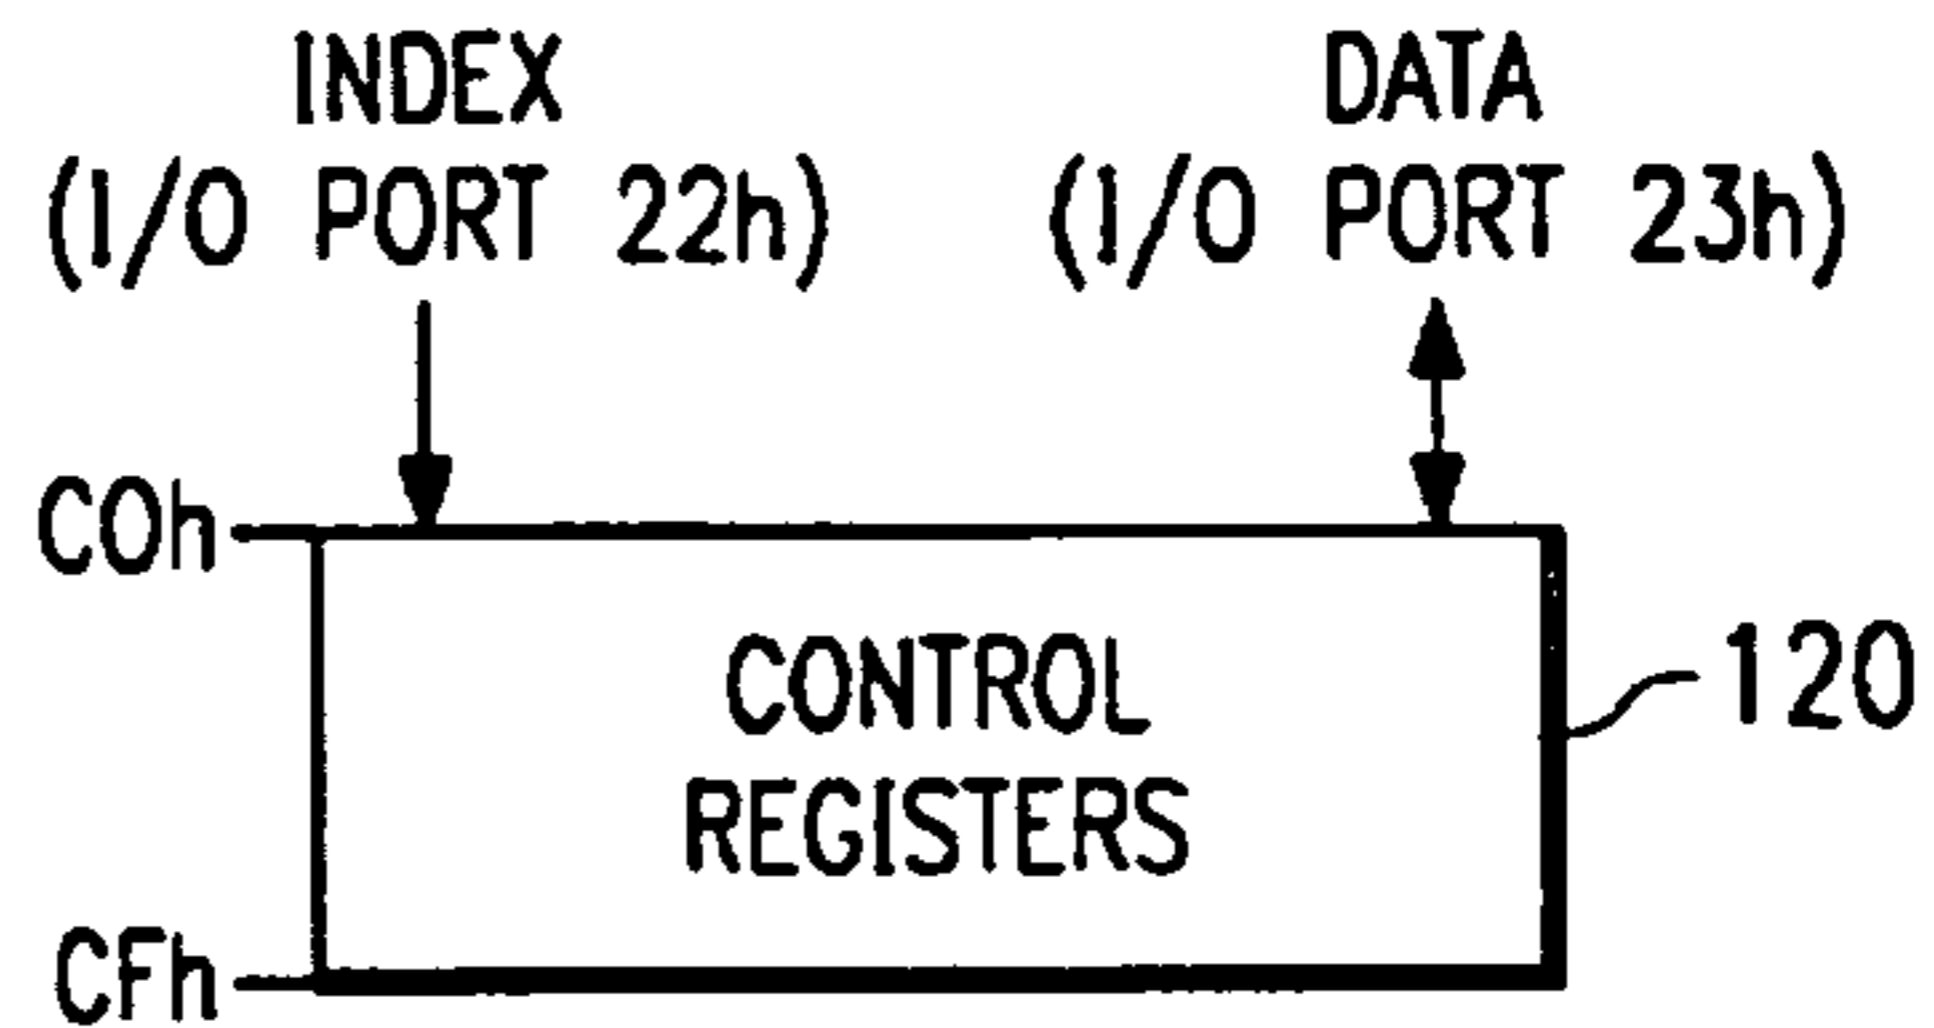 INDEX
(I/O PORT 22h)
DATA
(I/O PORT 23h)
C0h
CONTROL
REGISTERS
120
CFh